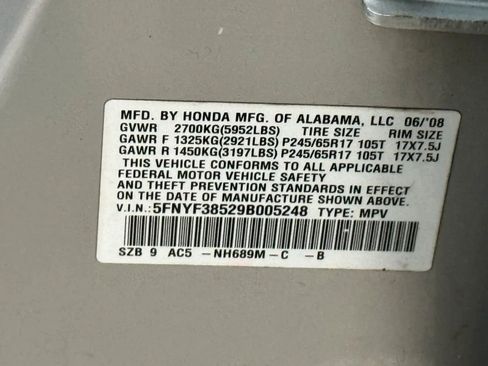 MFD. BY HONDA MFG. OF ALABAMA, LLC 06/'08
GVWR 2700KG(5952LBS) TIRE SIZE RIM SIZE
GAWR F 1325KG(2921LBS) P245/65R17 105T 17X7.5J
GAWR R 1450KG(3197LBS) P245/65R17 105T 17X7.5J
THIS VEHICLE CONFORMS TO ALL APPLICABLE
FEDERAL MOTOR VEHICLE SAFETY
STANDARDS IN EFFECT ON THE DATE OF
MANUFACTURE SHOWN ABOVE.
V.I.N.: 5FNYF38529B005248 TYPE: MPV
SZB 9 AC5 -NH689M-C -B